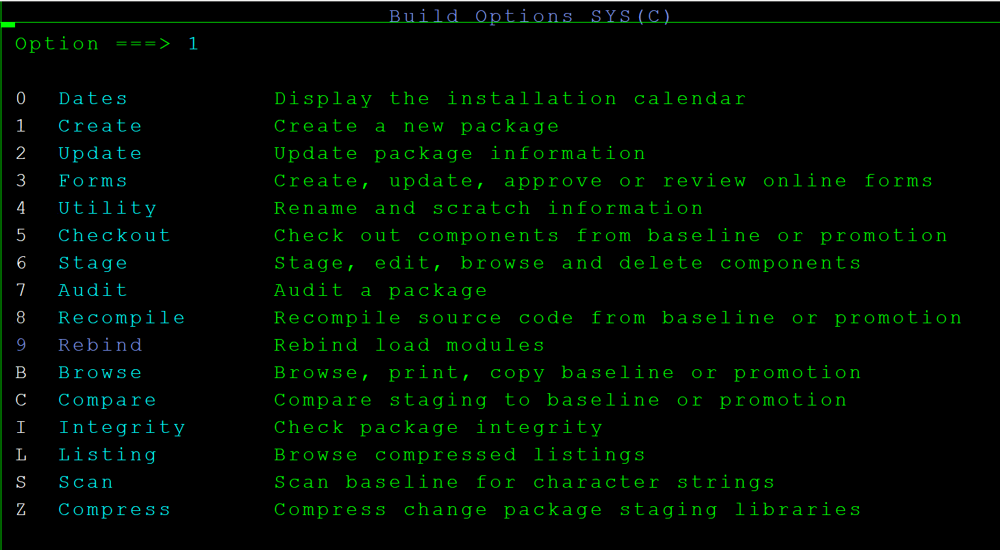 Build Options SYS(C)
Option ===> 1
0 Dates Display the installation calendar
1 Create Create a new package
2 Update Update package information
3 Forms Create, update, approve or review online forms
4 Utility Rename and scratch information
5 Checkout Check out components from baseline or promotion
6 Stage Stage, edit, browse and delete components
7 Audit Audit a package
8 Recompile Recompile source code from baseline or promotion
9 Rebind Rebind load modules
B Browse Browse, print, copy baseline or promotion
C Compare Compare staging to baseline or promotion
I Integrity Check package integrity
L Listing Browse compressed listings
S Scan Scan baseline for character strings
Z Compress Compress change package staging libraries